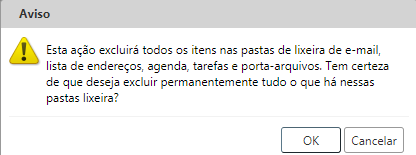 Aviso
Esta ação excluirá todos os itens nas pastas de lixeira de e-mail,
lista de endereços, agenda, tarefas e porta-arquivos. Tem certeza
de que deseja excluir permanentemente tudo o que há nessas
pastas lixeira?
OK
Cancelar